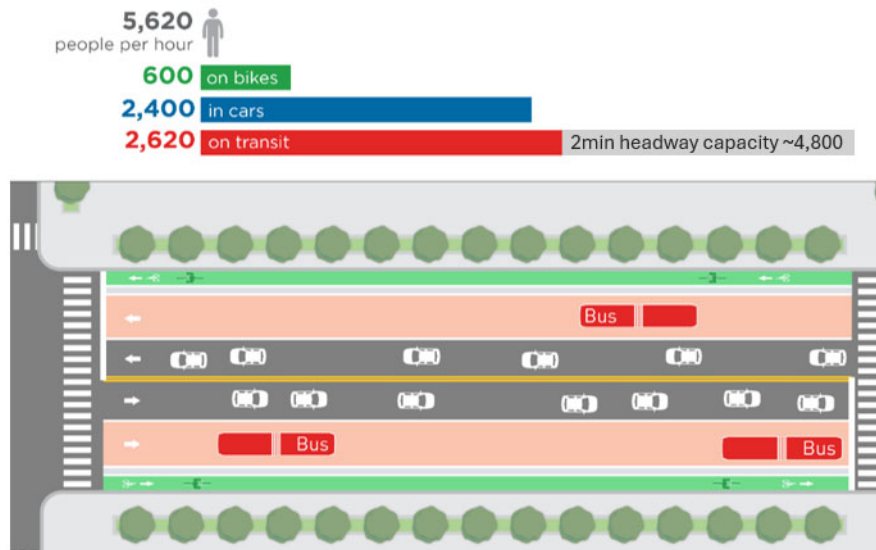 5,620
people per hour
600 on bikes
2,400 in cars
2,620 on transit 2min headway capacity ~4,800
Bus
Bus
Bus